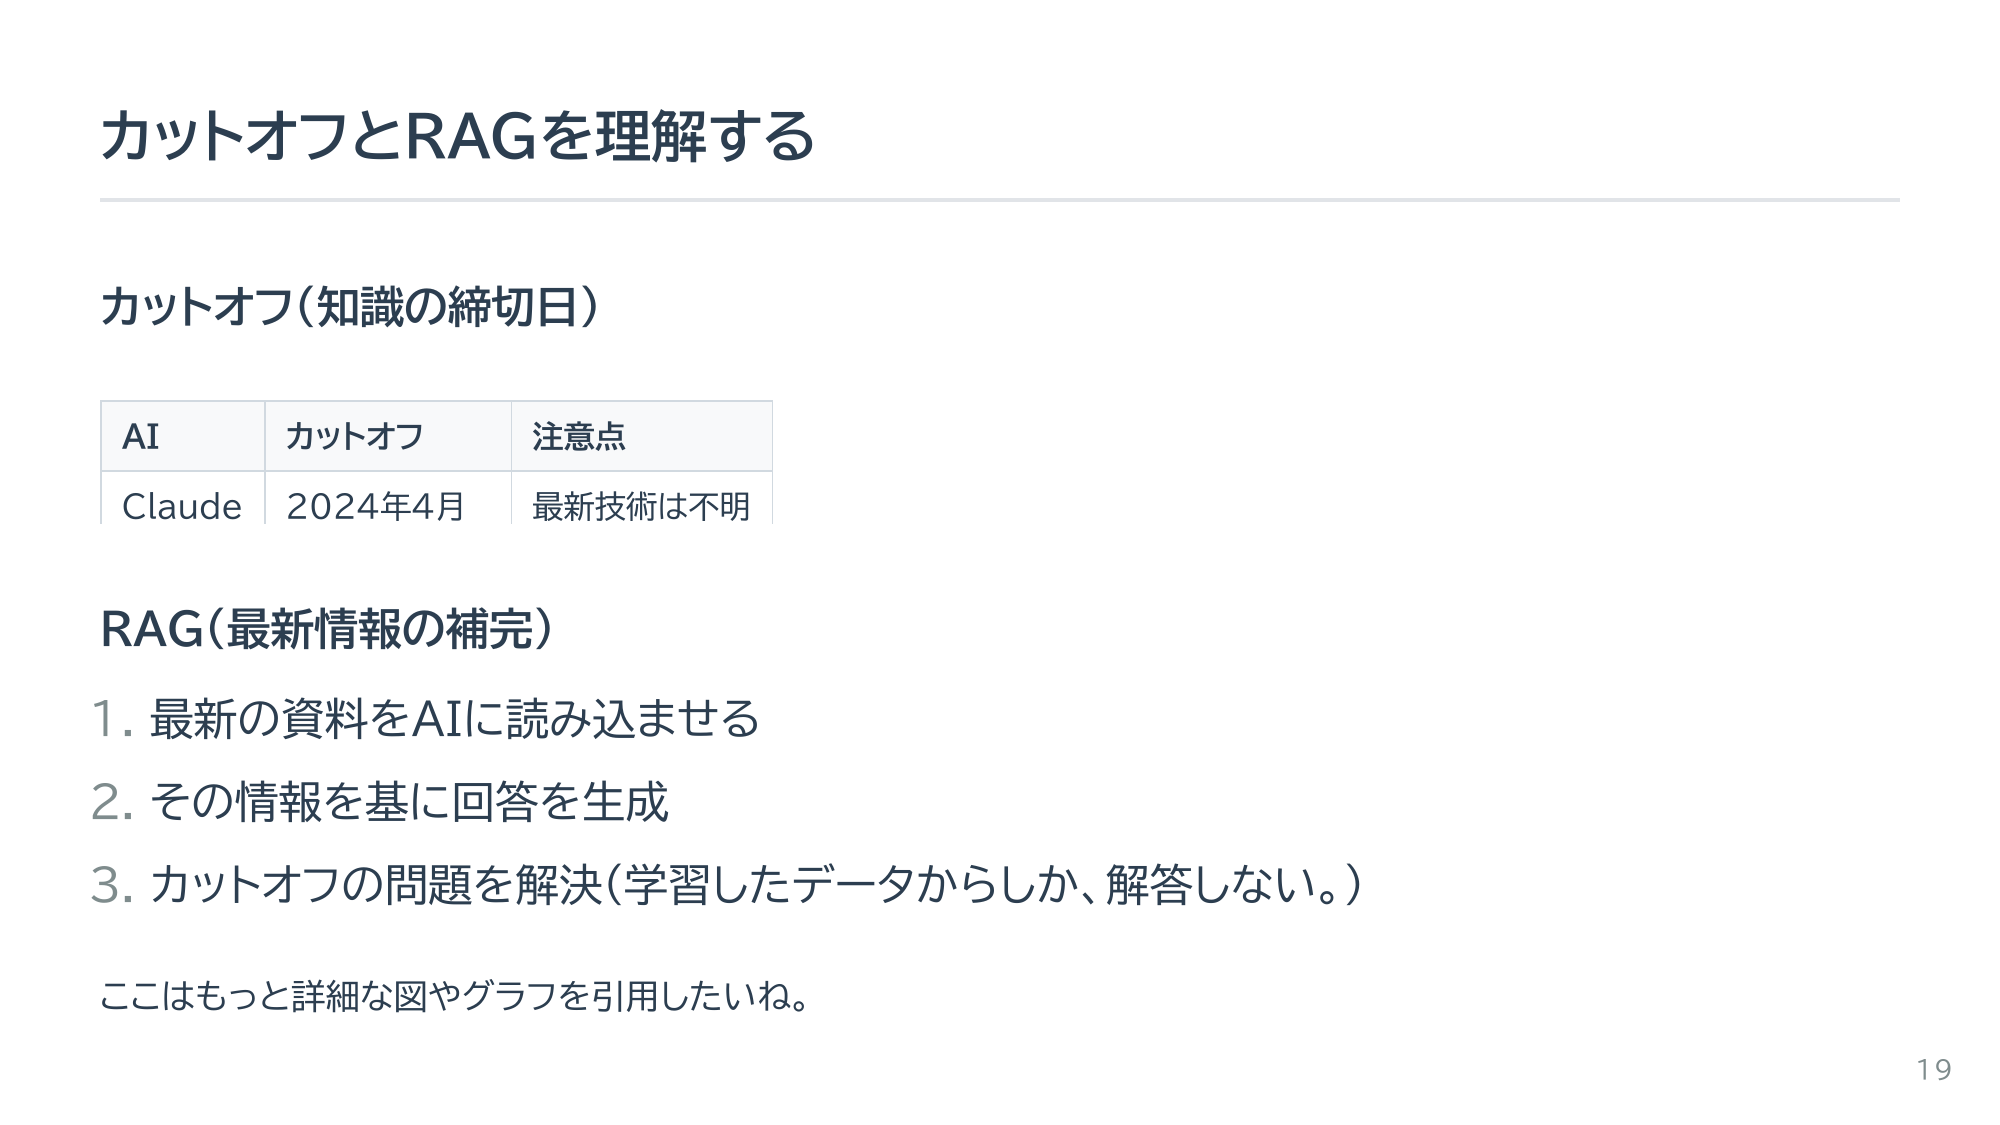 カットオフとRAGを理解する
カットオフ（知識の締切日）
AI カットオフ 注意点
Claude 2024年4月 最新技術は不明
RAG（最新情報の補完）
1. 最新の資料をAIに読み込ませる
2. その情報を基に回答を生成
3. カットオフの問題を解決（学習したデータからしか、解答しない。）
ここはもっと詳細な図やグラフを引用したいね。
19